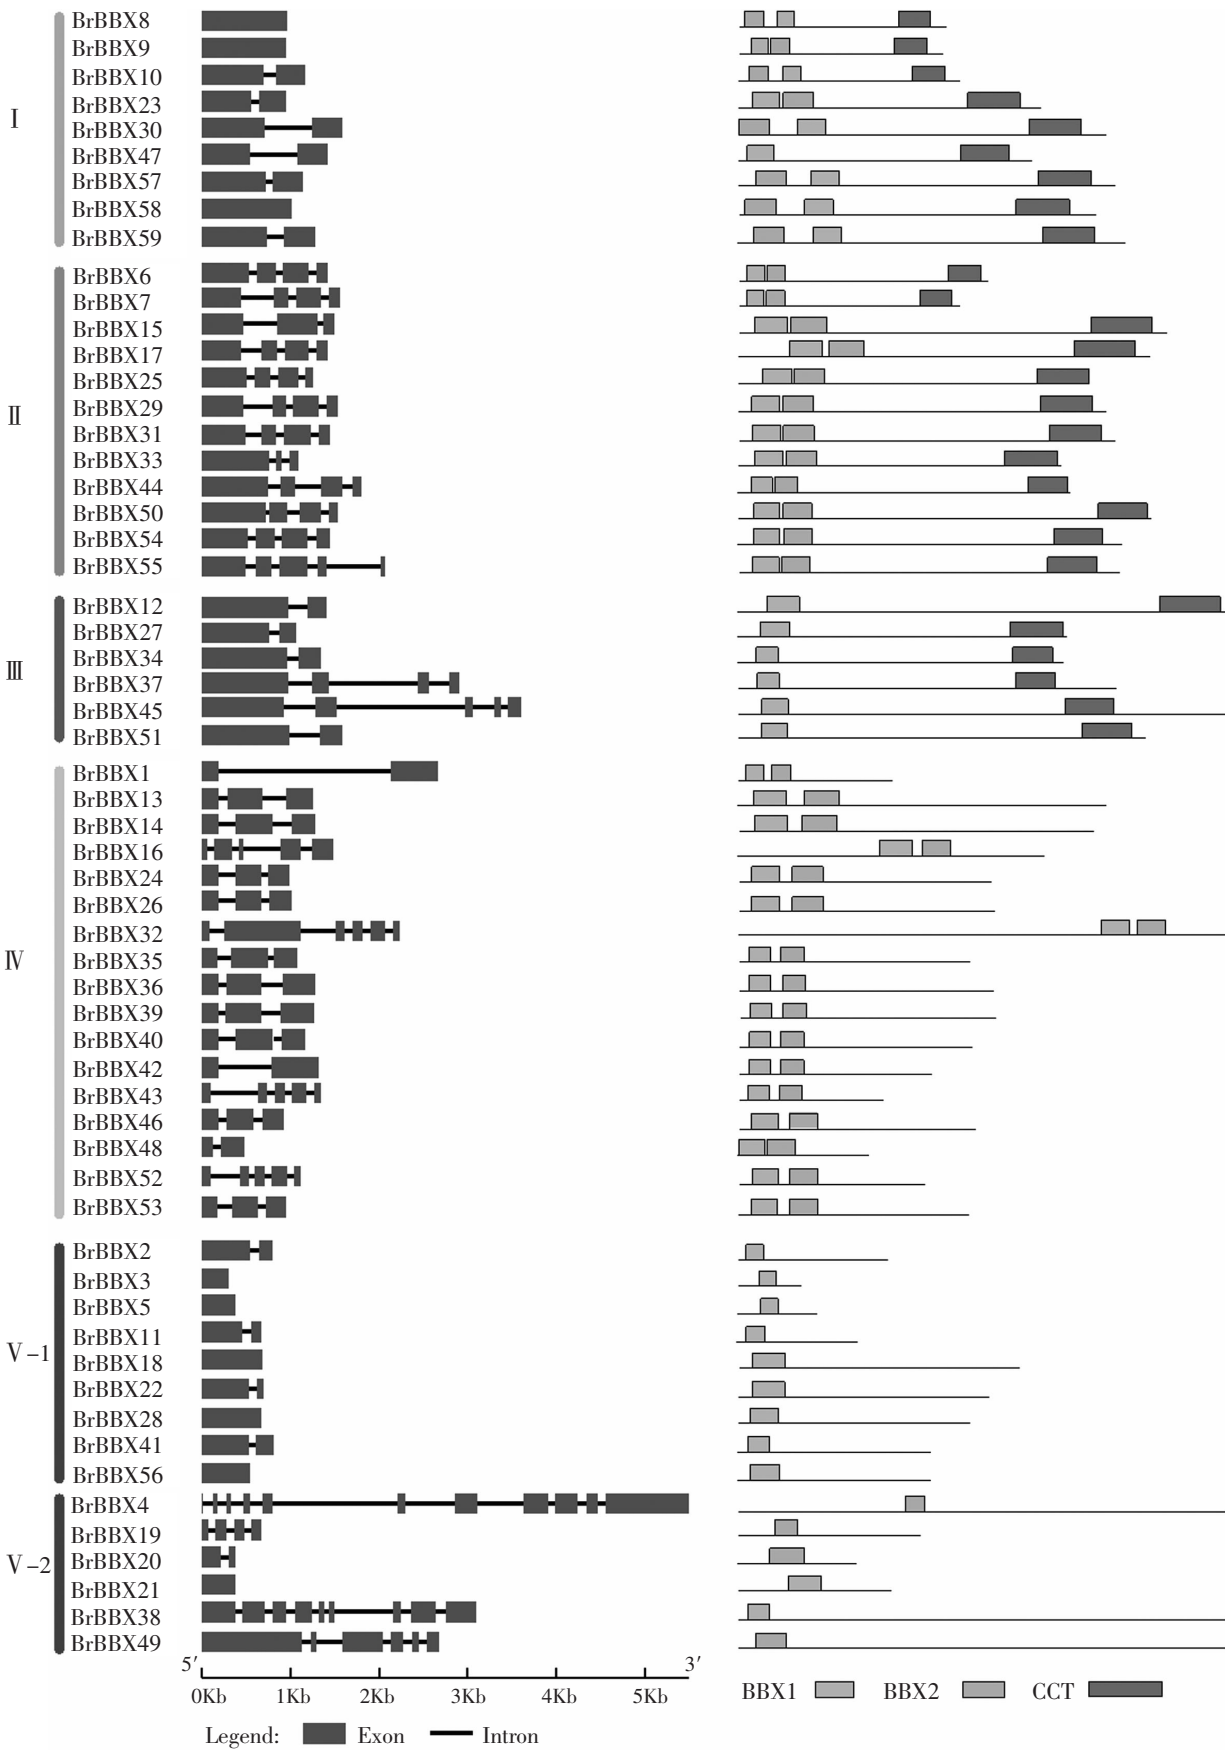 I
BrBBX8
BrBBX9
BrBBX10
BrBBX23
BrBBX30
BrBBX47
BrBBX57
BrBBX58
BrBBX59
II
BrBBX6
BrBBX7
BrBBX15
BrBBX17
BrBBX25
BrBBX29
BrBBX31
BrBBX33
BrBBX44
BrBBX50
BrBBX54
BrBBX55
III
BrBBX12
BrBBX27
BrBBX34
BrBBX37
BrBBX45
BrBBX51
IV
BrBBX1
BrBBX13
BrBBX14
BrBBX16
BrBBX24
BrBBX26
BrBBX32
BrBBX35
BrBBX36
BrBBX39
BrBBX40
BrBBX42
BrBBX43
BrBBX46
BrBBX48
BrBBX52
BrBBX53
V-1
BrBBX2
BrBBX3
BrBBX5
BrBBX11
BrBBX18
BrBBX22
BrBBX28
BrBBX41
BrBBX56
V-2
BrBBX4
BrBBX19
BrBBX20
BrBBX21
BrBBX38
BrBBX49
5′ 3′
0Kb 1Kb 2Kb 3Kb 4Kb 5Kb
Legend: Exon Intron
BBX1 BBX2 CCT